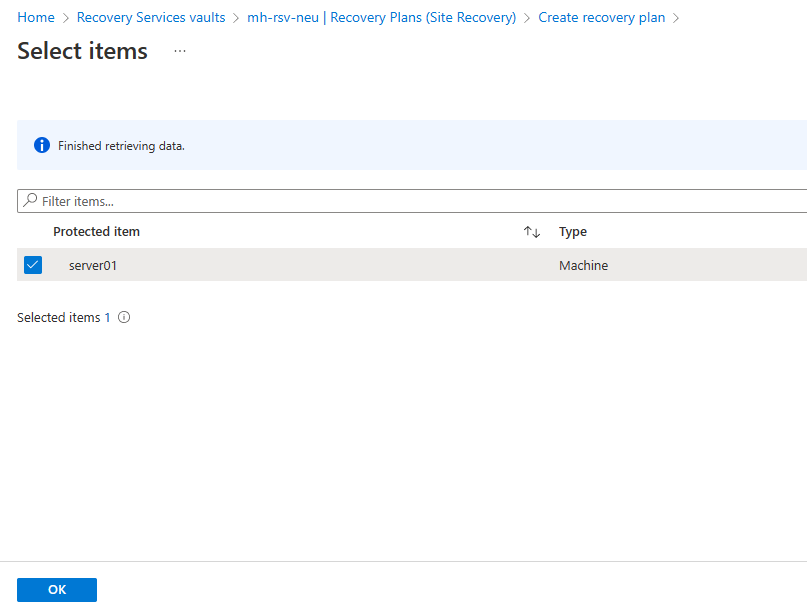 Home > Recovery Services vaults > mh-rsv-neu | Recovery Plans (Site Recovery) > Create recovery plan >
Select items ...
Finished retrieving data.
Filter items...
Protected item ↑↓ Type
server01 Machine
Selected items 1
OK